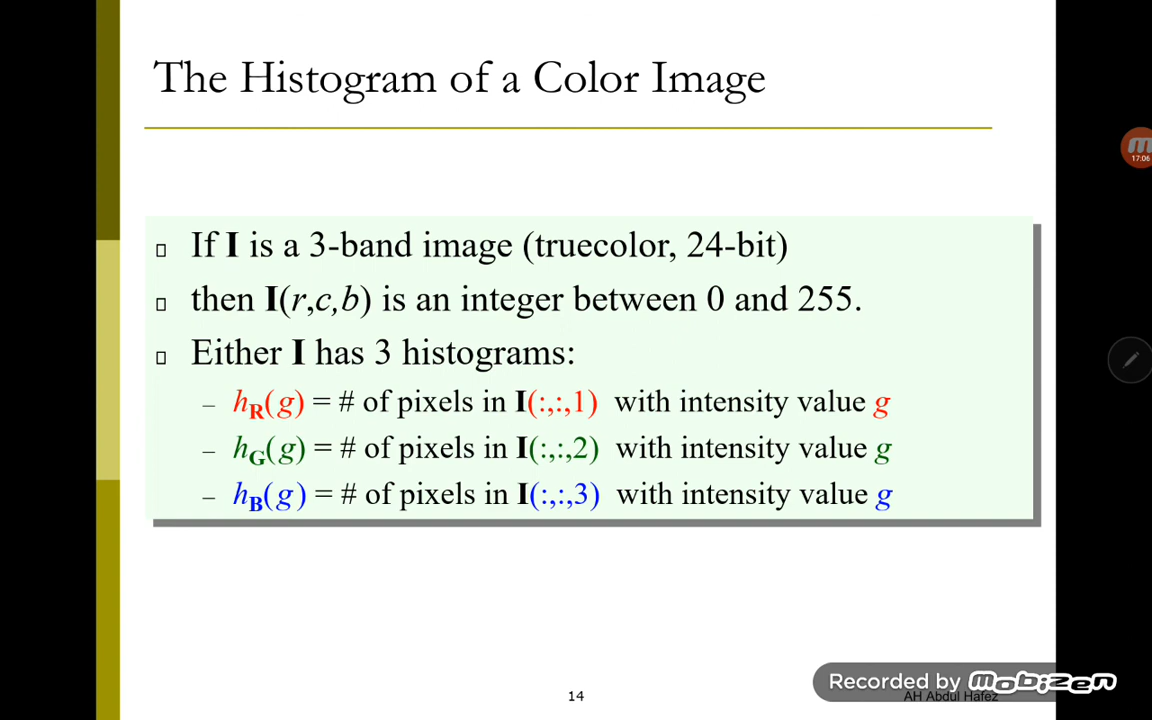 The Histogram of a Color Image
17:06
If I is a 3-band image (truecolor, 24-bit)
then I(r,c,b) is an integer between 0 and 255.
Either I has 3 histograms:
– hR(g) = # of pixels in I(:,:,1) with intensity value g
– hG(g) = # of pixels in I(:,:,2) with intensity value g
– hB(g) = # of pixels in I(:,:,3) with intensity value g
Recorded by mobizen
14
AH Abdul Hafez